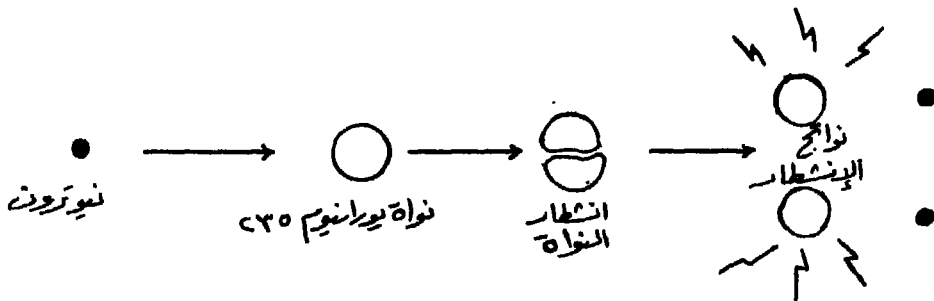 نيوترون
نواة يورانيوم ٢٣٥
انشطار
النواة
نواتج
الإنشطار